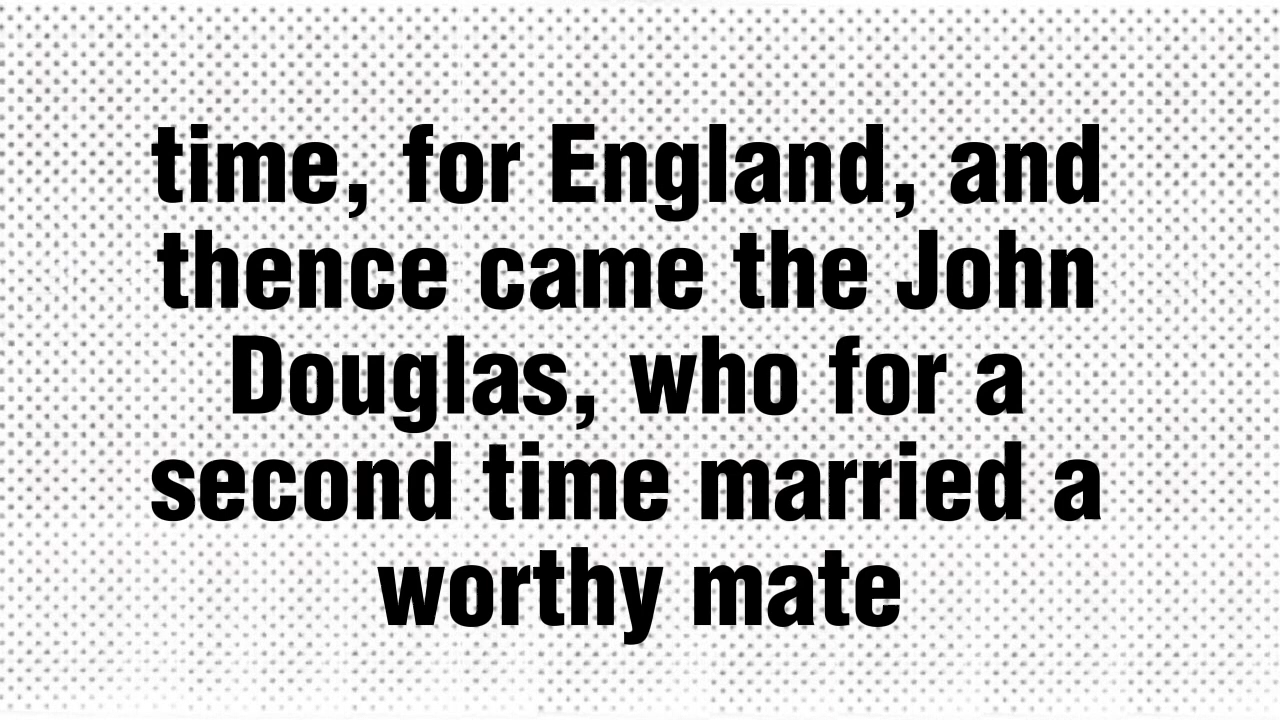 time, for England, and
thence came the John
Douglas, who for a
second time married a
worthy mate